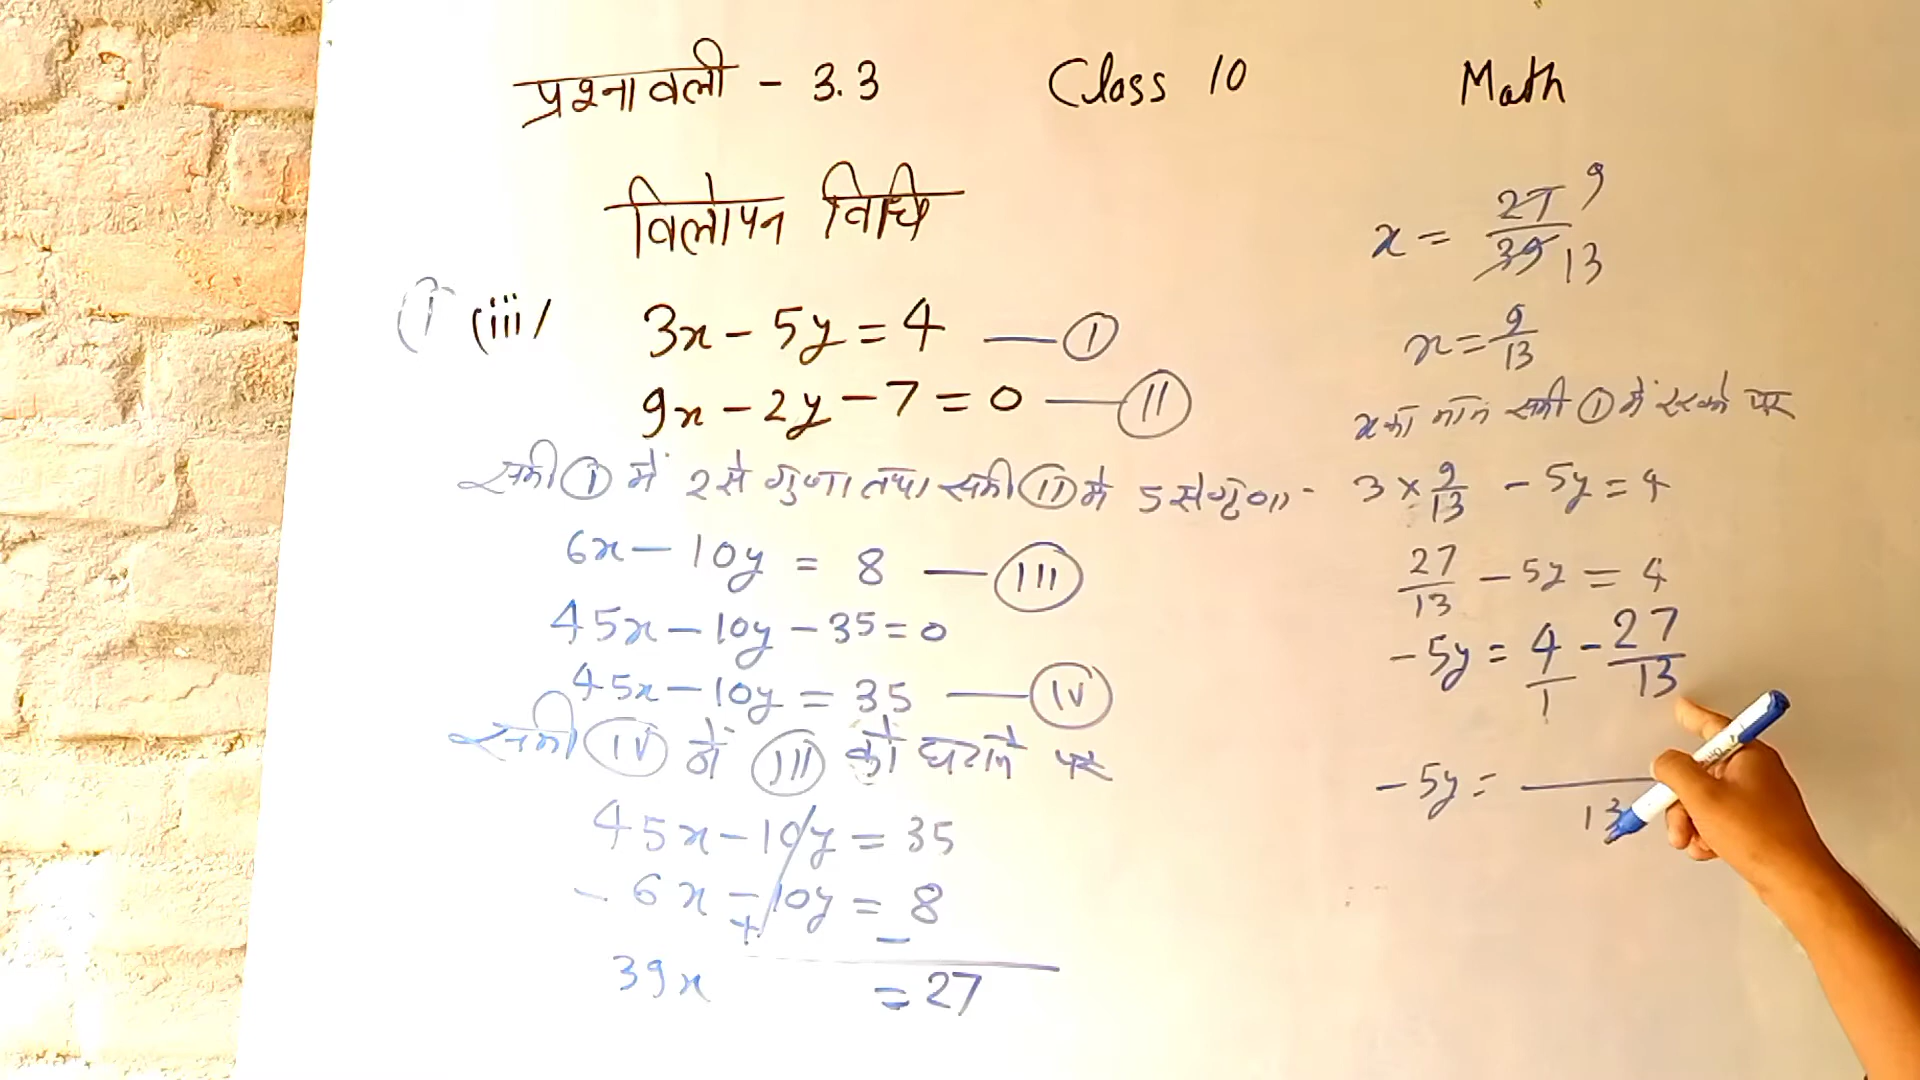 प्रश्नावली - 3.3 Class 10 Math
विलोपन विधि
(i (iii)
3x - 5y = 4 — (I)
9x - 2y - 7 = 0 — (II)
समी (I) में 2 से गुणा तथा समी (II) में 5 से गुणा -
6x - 10y = 8 — (III)
45x - 10y - 35 = 0
45x - 10y = 35 — (IV)
समी (IV) में (III) को घटाने पर
45x - 10y = 35
- 6x - 10y = 8
+ -
39x = 27
x = 27/39 9/13
x = 9/13
x का मान समी (I) में रखने पर
3 × 9/13 - 5y = 4
27/13 - 5y = 4
- 5y = 4/1 - 27/13
- 5y = /13